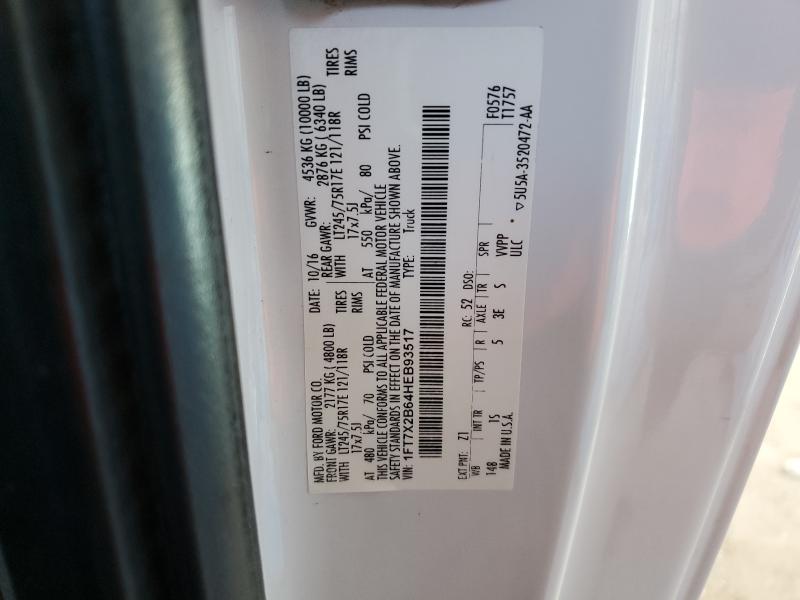 MFD. BY FORD MOTOR CO.
DATE: 10/16 GVWR: 4536 KG (10000 LB)
FRONT GAWR: 2177 KG ( 4800 LB) REAR GAWR: 2876 KG ( 6340 LB)
WITH LT245/75R17E 121/118R TIRES WITH LT245/75R17E 121/118R TIRES
17x7.5J RIMS 17x7.5J RIMS
AT 480 kPa/ 70 PSI COLD AT 550 kPa/ 80 PSI COLD
THIS VEHICLE CONFORMS TO ALL APPLICABLE FEDERAL MOTOR VEHICLE
SAFETY STANDARDS IN EFFECT ON THE DATE OF MANUFACTURE SHOWN ABOVE.
VIN: 1FT7X2B64HEB93517 TYPE: Truck
F0576
T1757
EXT PNT: Z1 RC: 52 DSO:
WB INT TR TP/PS R AXLE TR SPR
148 IS 5 3E S VVPP
MADE IN U.S.A. ULC
▽5U5A-3520472-AA